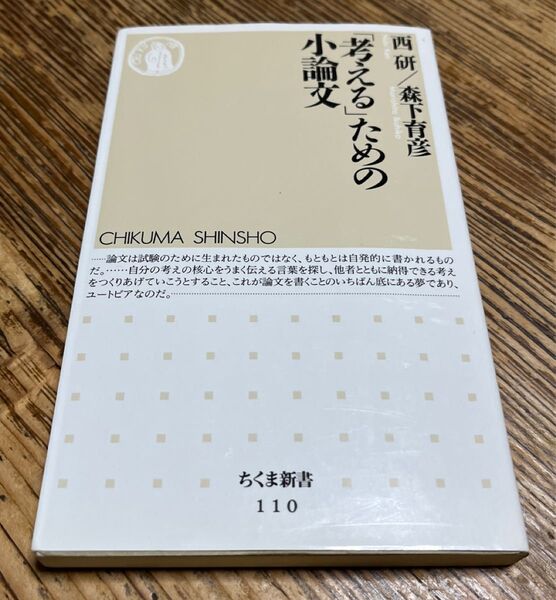 西 研/森下育彦
「考える」ための
小論文
CHIKUMA SHINSHO
……論文は試験のために生まれたものではなく、もともとは自発的に書かれるもの
だ。……自分の考えの核心をうまく伝える言葉を探し、他者とともに納得できる考え
をつくりあげていこうとすること、これが論文を書くことのいちばん底にある夢であり、
ユートピアなのだ。
ちくま新書
110